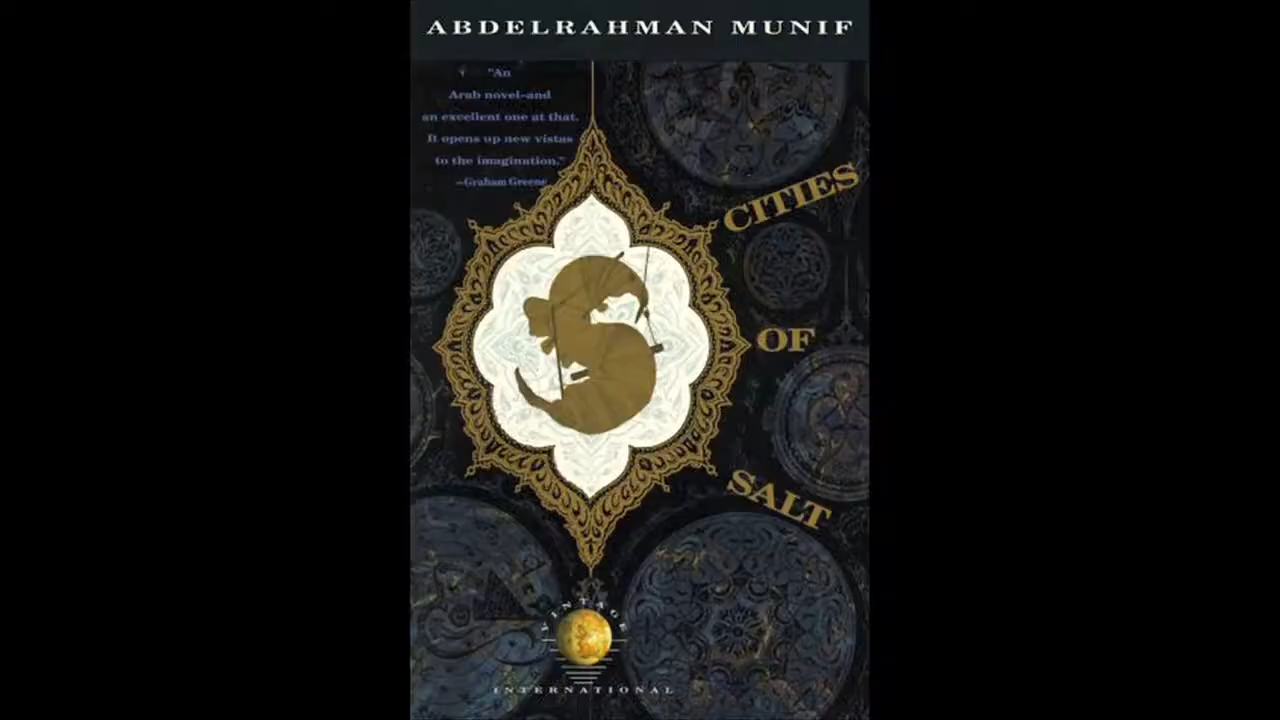 ABDELRAHMAN MUNIF
"An
Arab novel–and
an excellent one at that.
It opens up new vistas
to the imagination."
–Graham Greene
CITIES
OF
SALT
VINTAGE
INTERNATIONAL